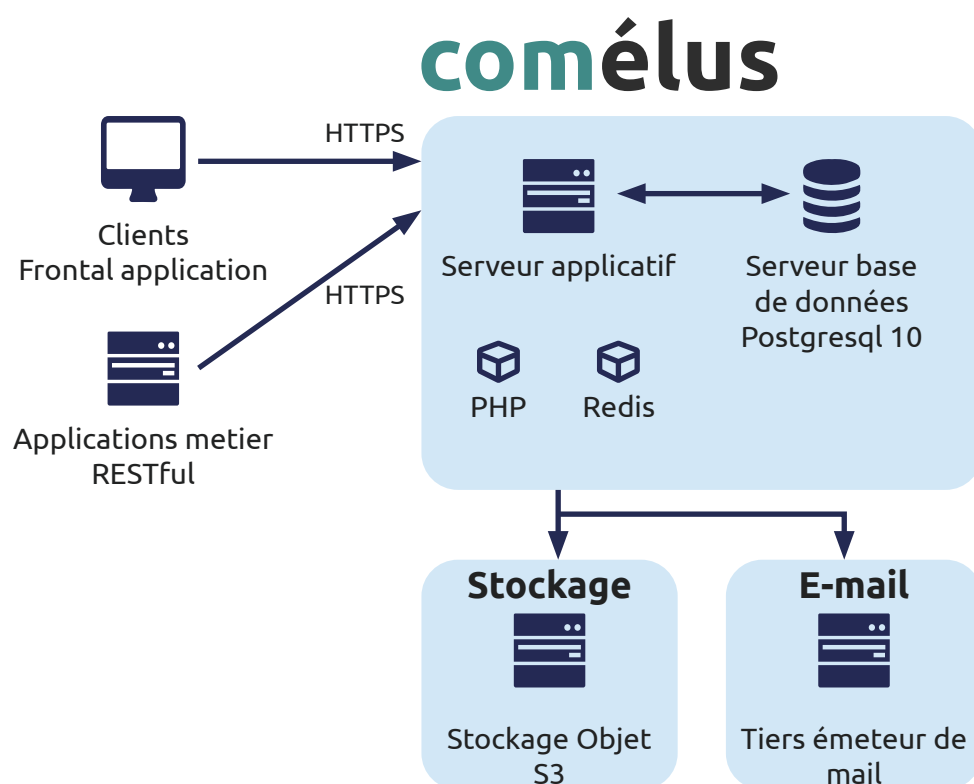 comélus
HTTPS
Clients
Frontal application
HTTPS
Applications metier
RESTful
Serveur applicatif
Serveur base
de données
Postgresql 10
PHP
Redis
Stockage
Stockage Objet
S3
E-mail
Tiers émeteur de
mail